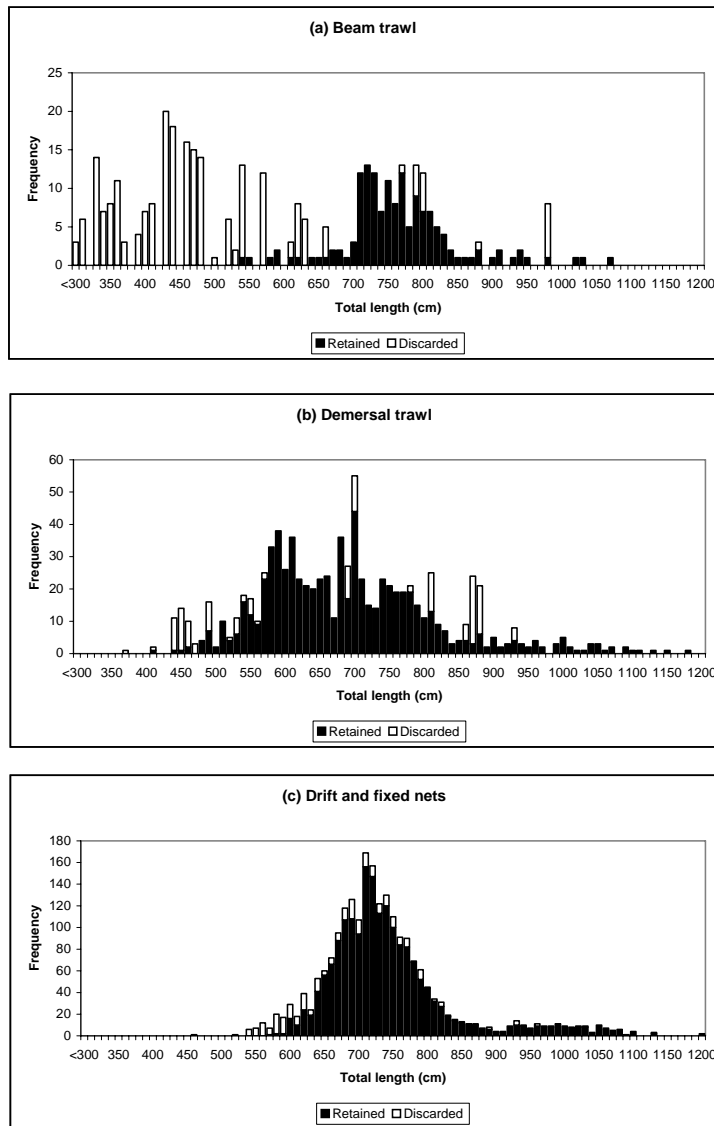 (a) Beam trawl
25
20
15
10
5
0
Frequency
<300 350 400 450 500 550 600 650 700 750 800 850 900 950 1000 1050 1100 1150 1200
Total length (cm)
Retained Discarded
(b) Demersal trawl
60
50
40
30
20
10
0
Frequency
<300 350 400 450 500 550 600 650 700 750 800 850 900 950 1000 1050 1100 1150 1200
Total length (cm)
Retained Discarded
(c) Drift and fixed nets
180
160
140
120
100
80
60
40
20
0
Frequency
<300 350 400 450 500 550 600 650 700 750 800 850 900 950 1000 1050 1100 1150 1200
Total length (cm)
Retained Discarded